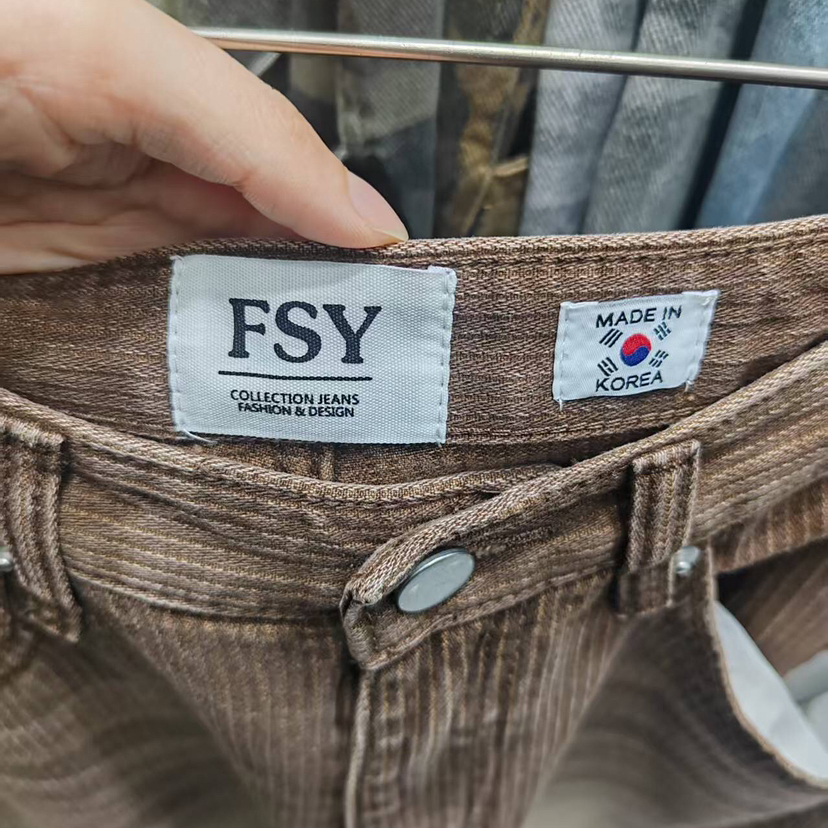 FSY
COLLECTION JEANS
FASHION & DESIGN
MADE IN
KOREA